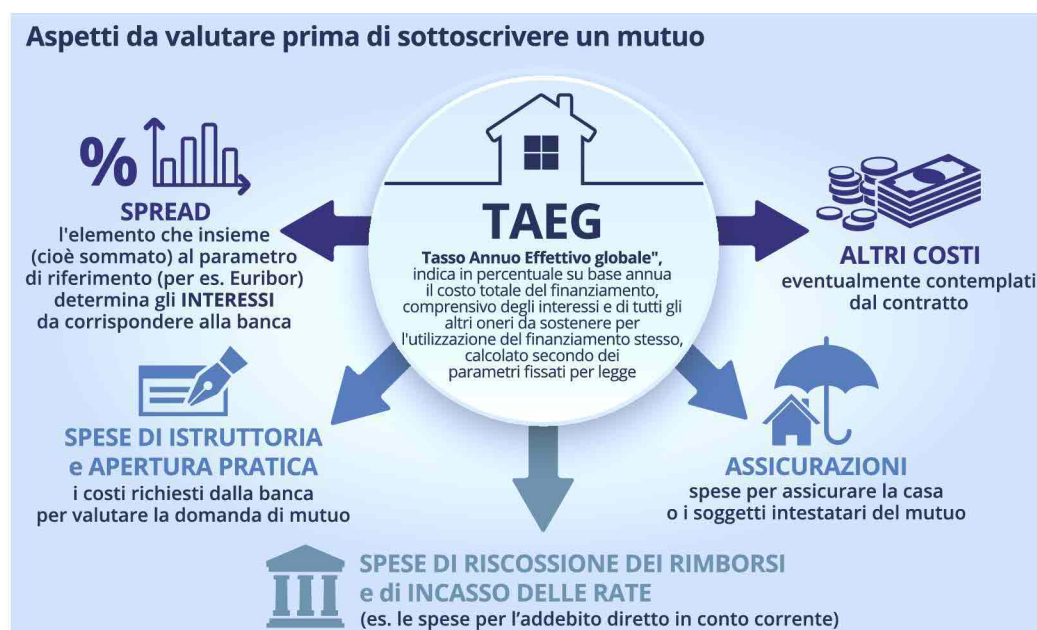 Aspetti da valutare prima di sottoscrivere un mutuo
%
SPREAD
l'elemento che insieme
(cioè sommato) al parametro
di riferimento (per es. Euribor)
determina gli INTERESSI
da corrispondere alla banca
TAEG
Tasso Annuo Effettivo globale",
indica in percentuale su base annua
il costo totale del finanziamento,
comprensivo degli interessi e di tutti gli
altri oneri da sostenere per
l'utilizzazione del finanziamento stesso,
calcolato secondo dei
parametri fissati per legge
ALTRI COSTI
eventualmente contemplati
dal contratto
SPESE DI ISTRUTTORIA
e APERTURA PRATICA
i costi richiesti dalla banca
per valutare la domanda di mutuo
ASSICURAZIONI
spese per assicurare la casa
o i soggetti intestatari del mutuo
SPESE DI RISCOSSIONE DEI RIMBORSI
e di INCASSO DELLE RATE
(es. le spese per l'addebito diretto in conto corrente)